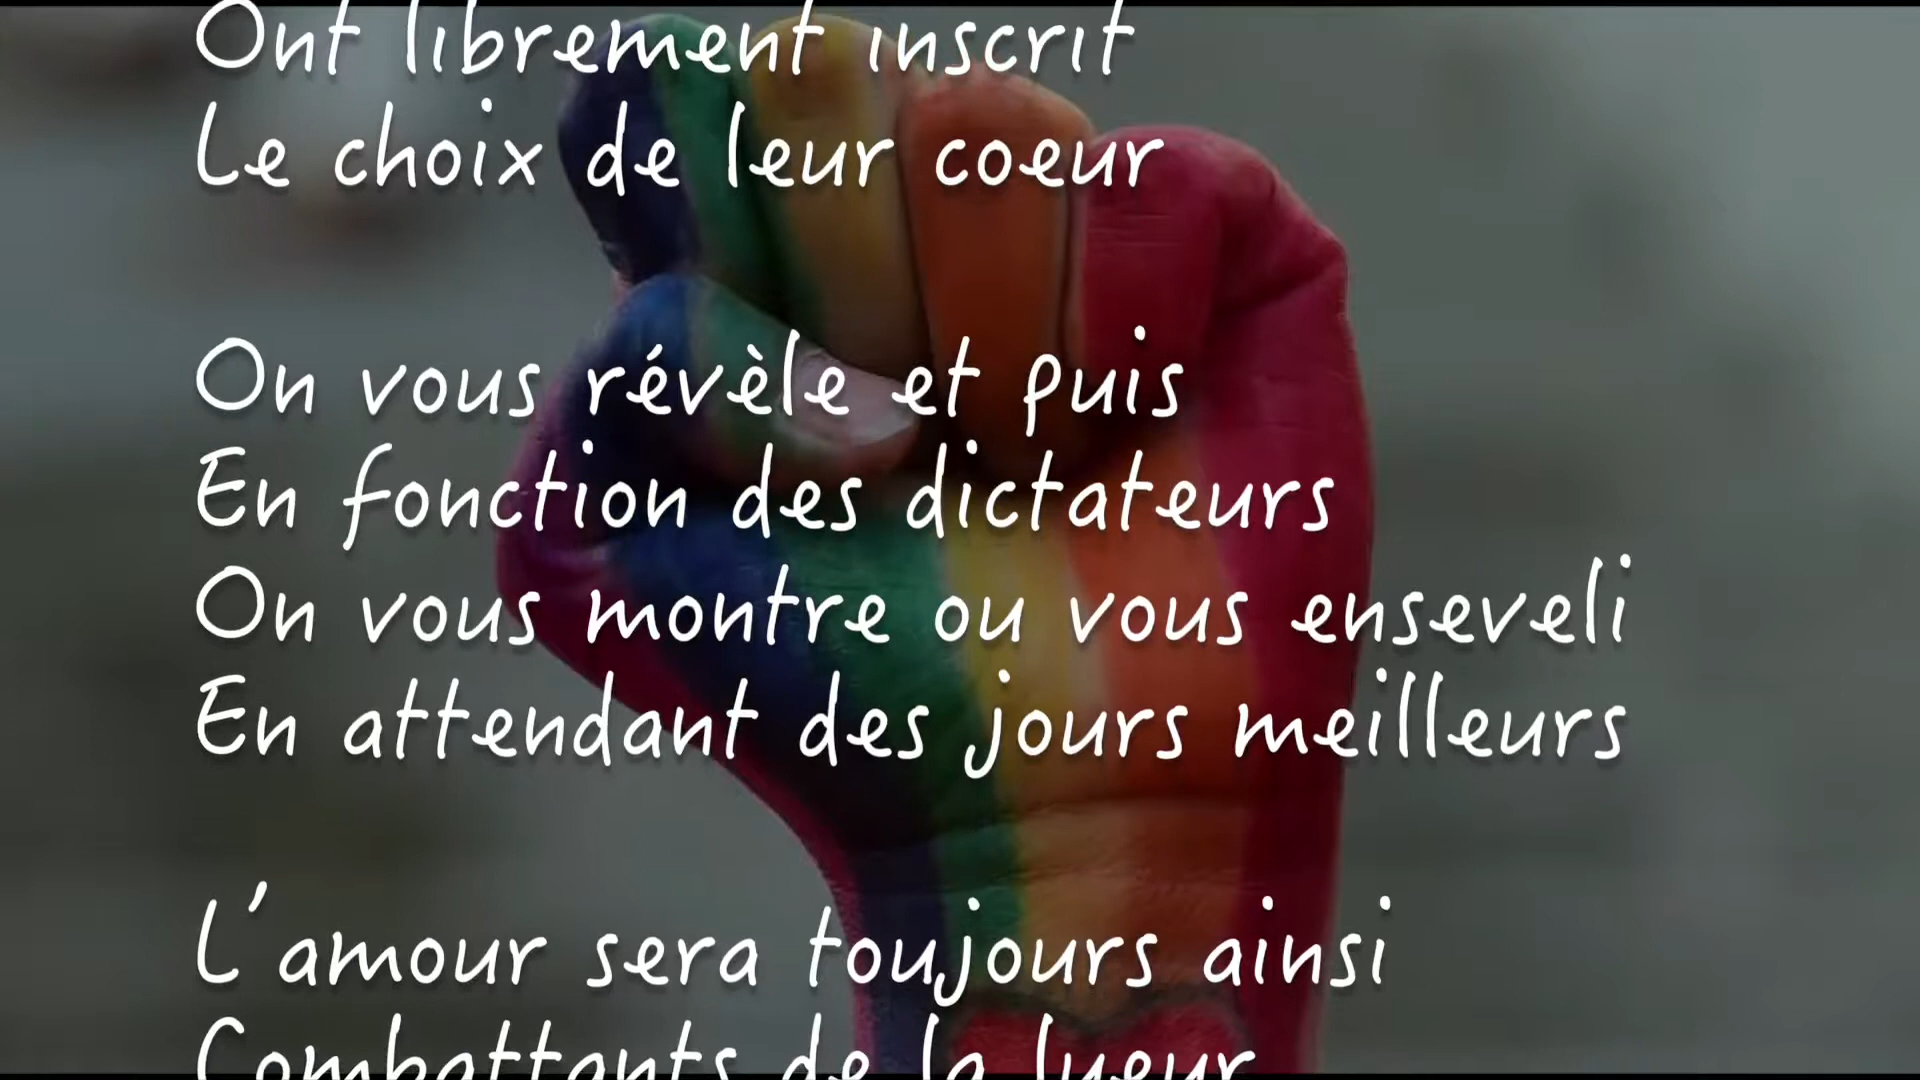 Ont librement inscrit
Le choix de leur coeur
On vous révèle et puis
En fonction des dictateurs
On vous montre ou vous enseveli
En attendant des jours meilleurs
L'amour sera toujours ainsi
Combattants de la lueur